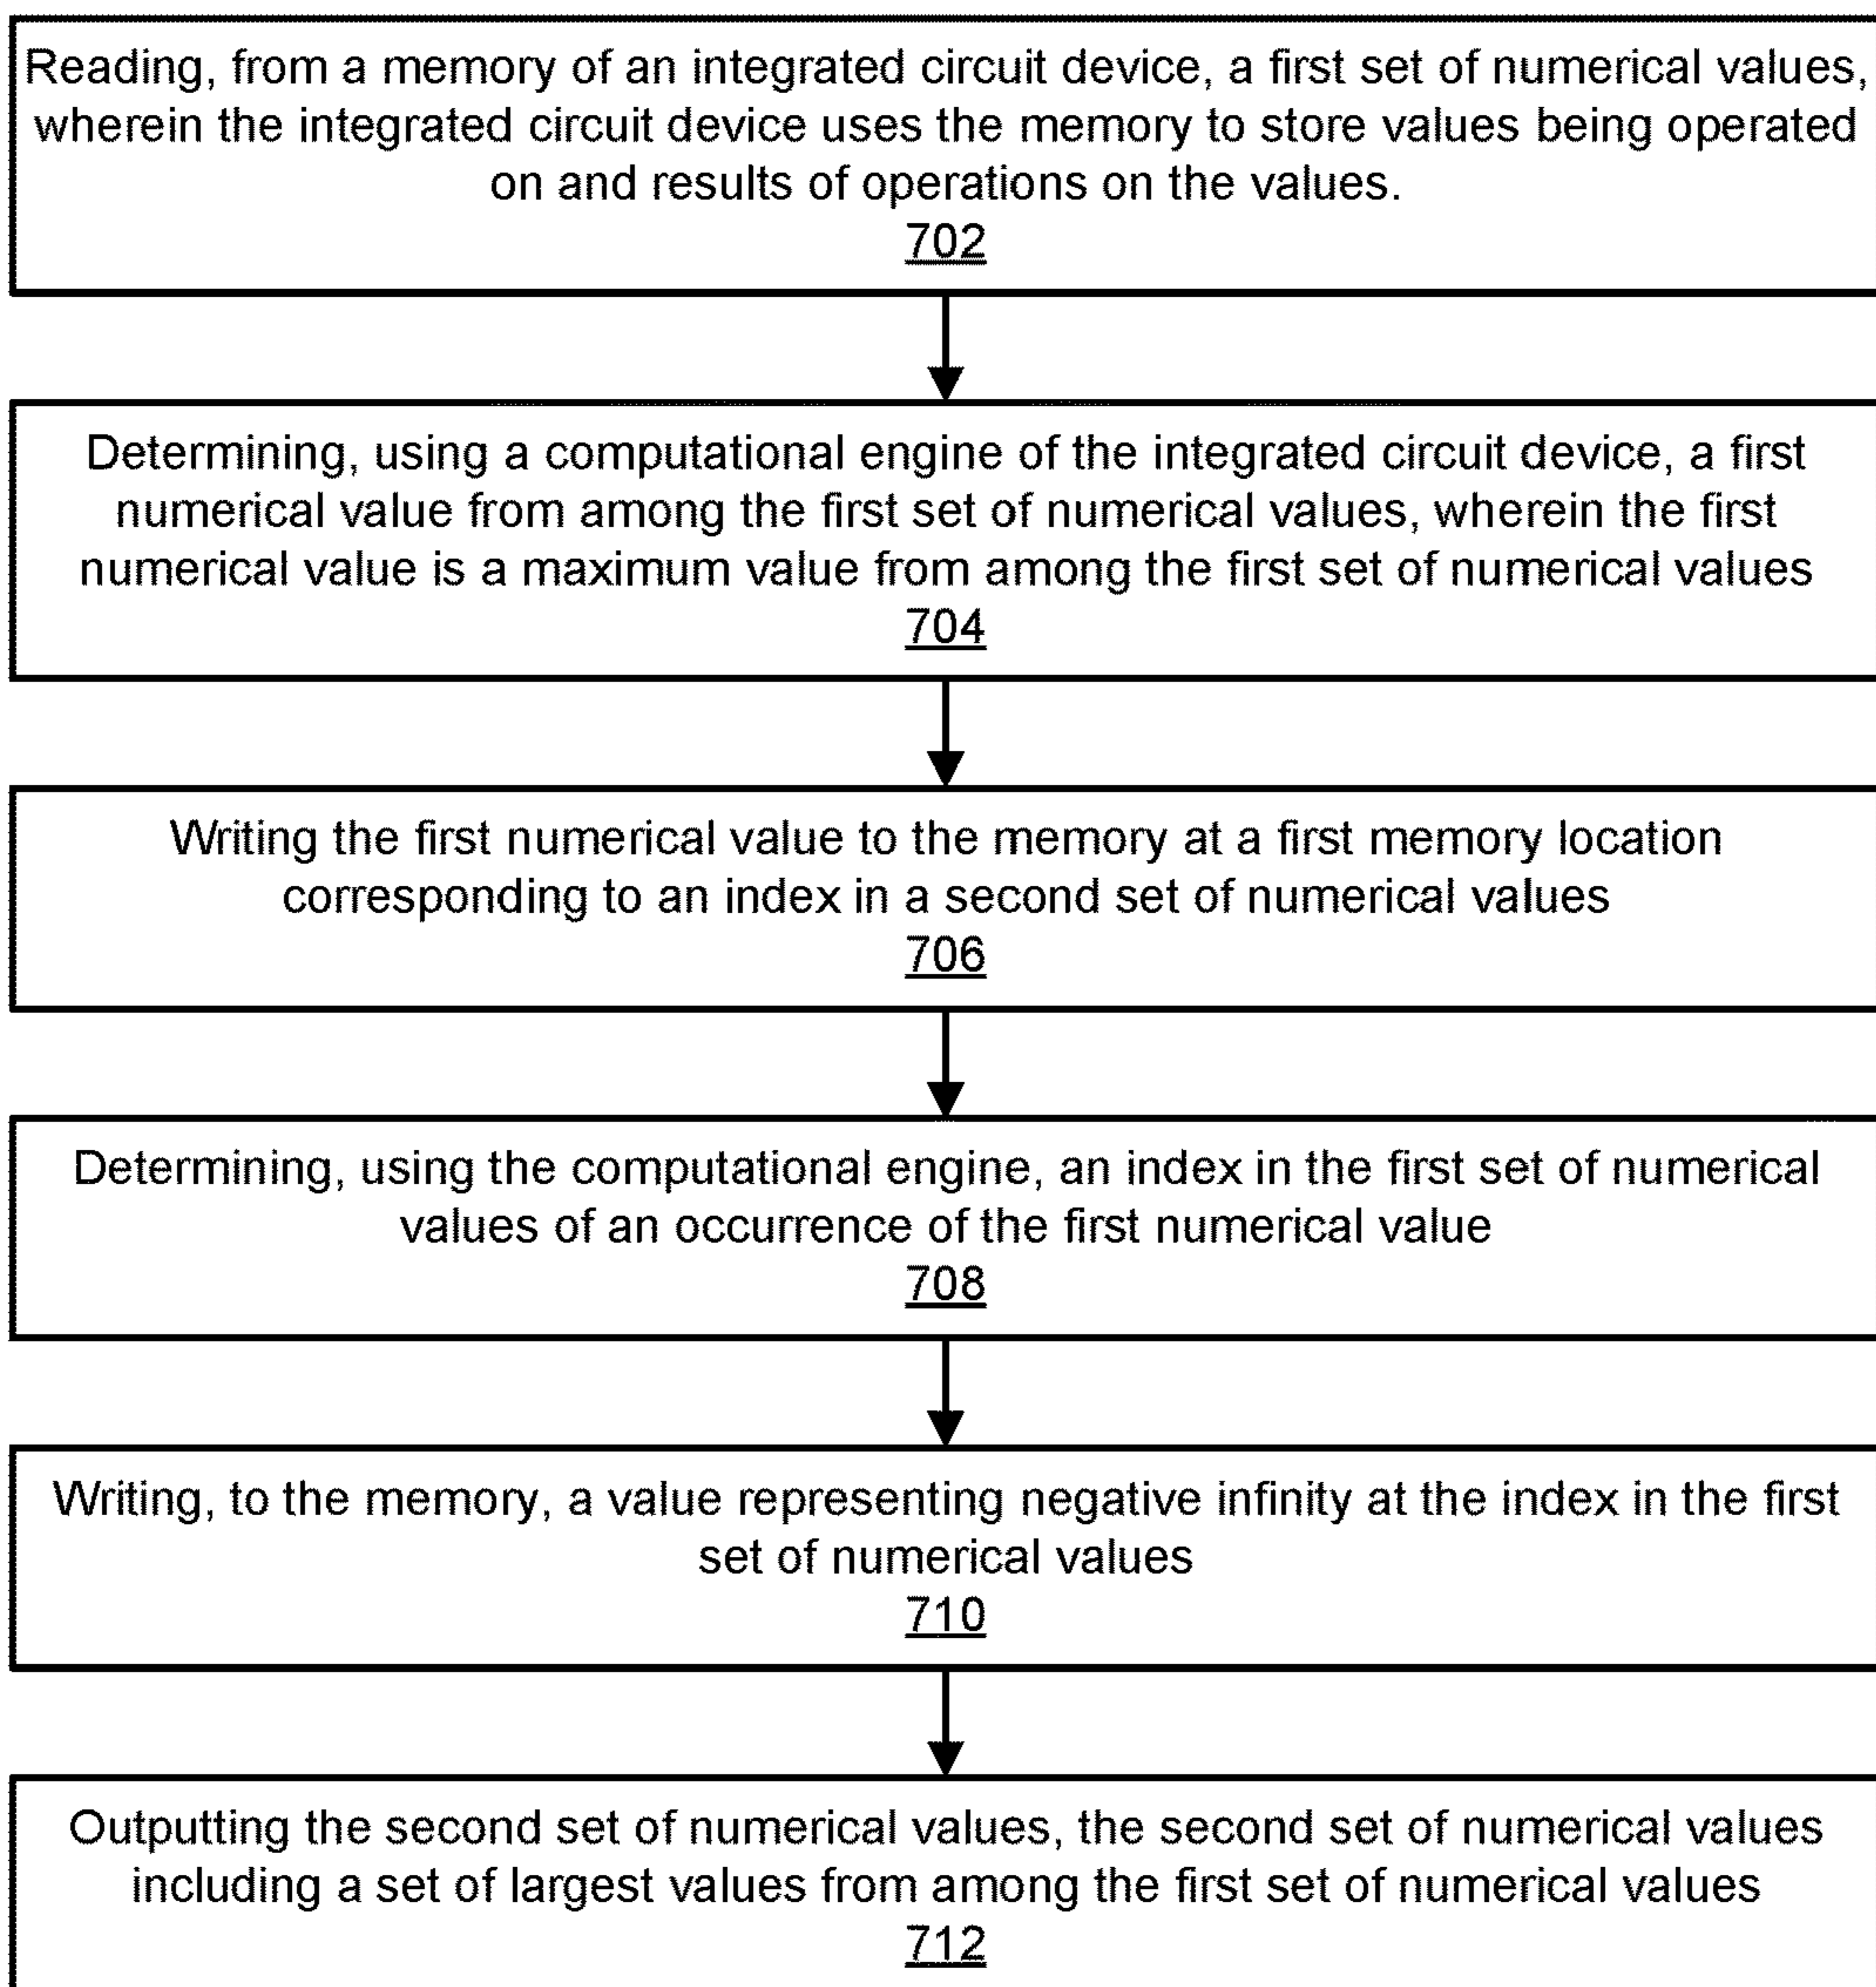 Reading, from a memory of an integrated circuit device, a first set of numerical values,
wherein the integrated circuit device uses the memory to store values being operated
on and results of operations on the values.
702
Determining, using a computational engine of the integrated circuit device, a first
numerical value from among the first set of numerical values, wherein the first
numerical value is a maximum value from among the first set of numerical values
704
Writing the first numerical value to the memory at a first memory location
corresponding to an index in a second set of numerical values
706
Determining, using the computational engine, an index in the first set of numerical
values of an occurrence of the first numerical value
708
Writing, to the memory, a value representing negative infinity at the index in the first
set of numerical values
710
Outputting the second set of numerical values, the second set of numerical values
including a set of largest values from among the first set of numerical values
712